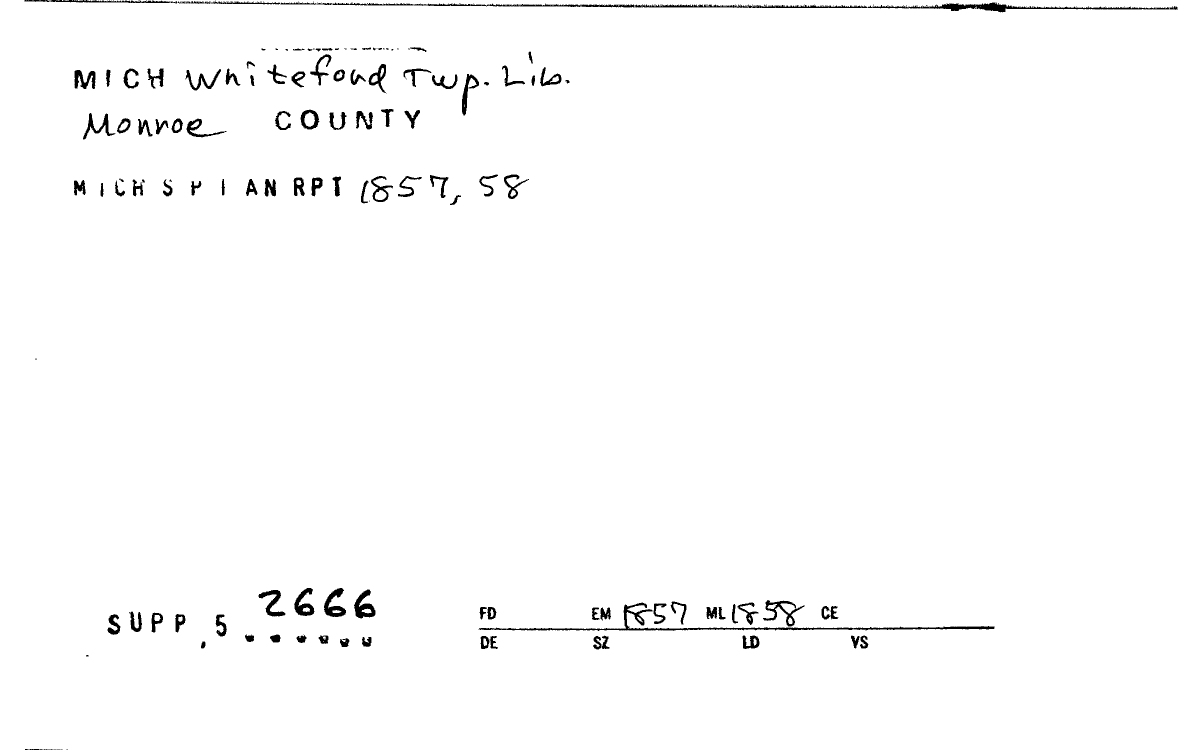 MICH Whiteford Twp. Lib.
Monroe COUNTY
MICH SPI AN RPT 1857, 58
SUPP.5 2666
FD EM 1857 ML 1858 CE
DE SZ LD VS